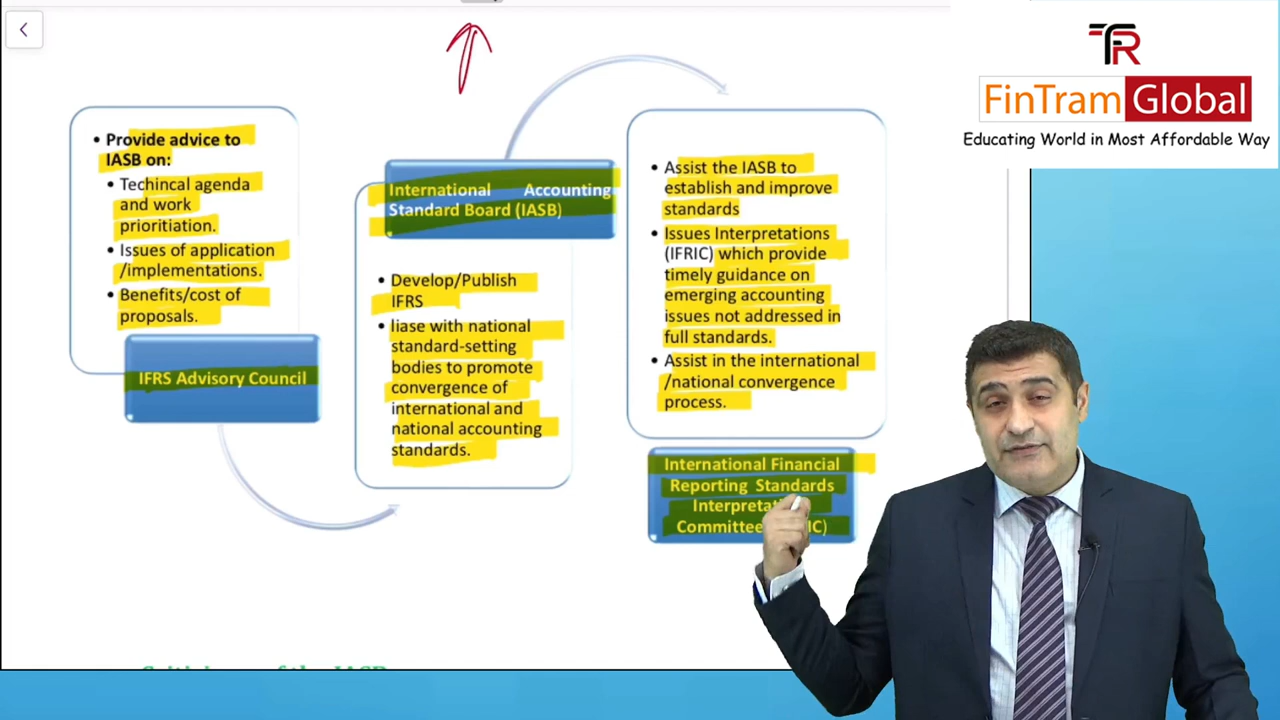 FinTram Global
Educating World in Most Affordable Way
• Provide advice to
IASB on:
• Techincal agenda
and work
prioritiation.
• Issues of application
/implementations.
• Benefits/cost of
proposals.
IFRS Advisory Council
International Accounting
Standard Board (IASB)
• Develop/Publish
IFRS
• liase with national
standard-setting
bodies to promote
convergence of
international and
national accounting
standards.
• Assist the IASB to
establish and improve
standards
• Issues Interpretations
(IFRIC) which provide
timely guidance on
emerging accounting
issues not addressed in
full standards.
• Assist in the international
/national convergence
process.
International Financial
Reporting Standards
Committee